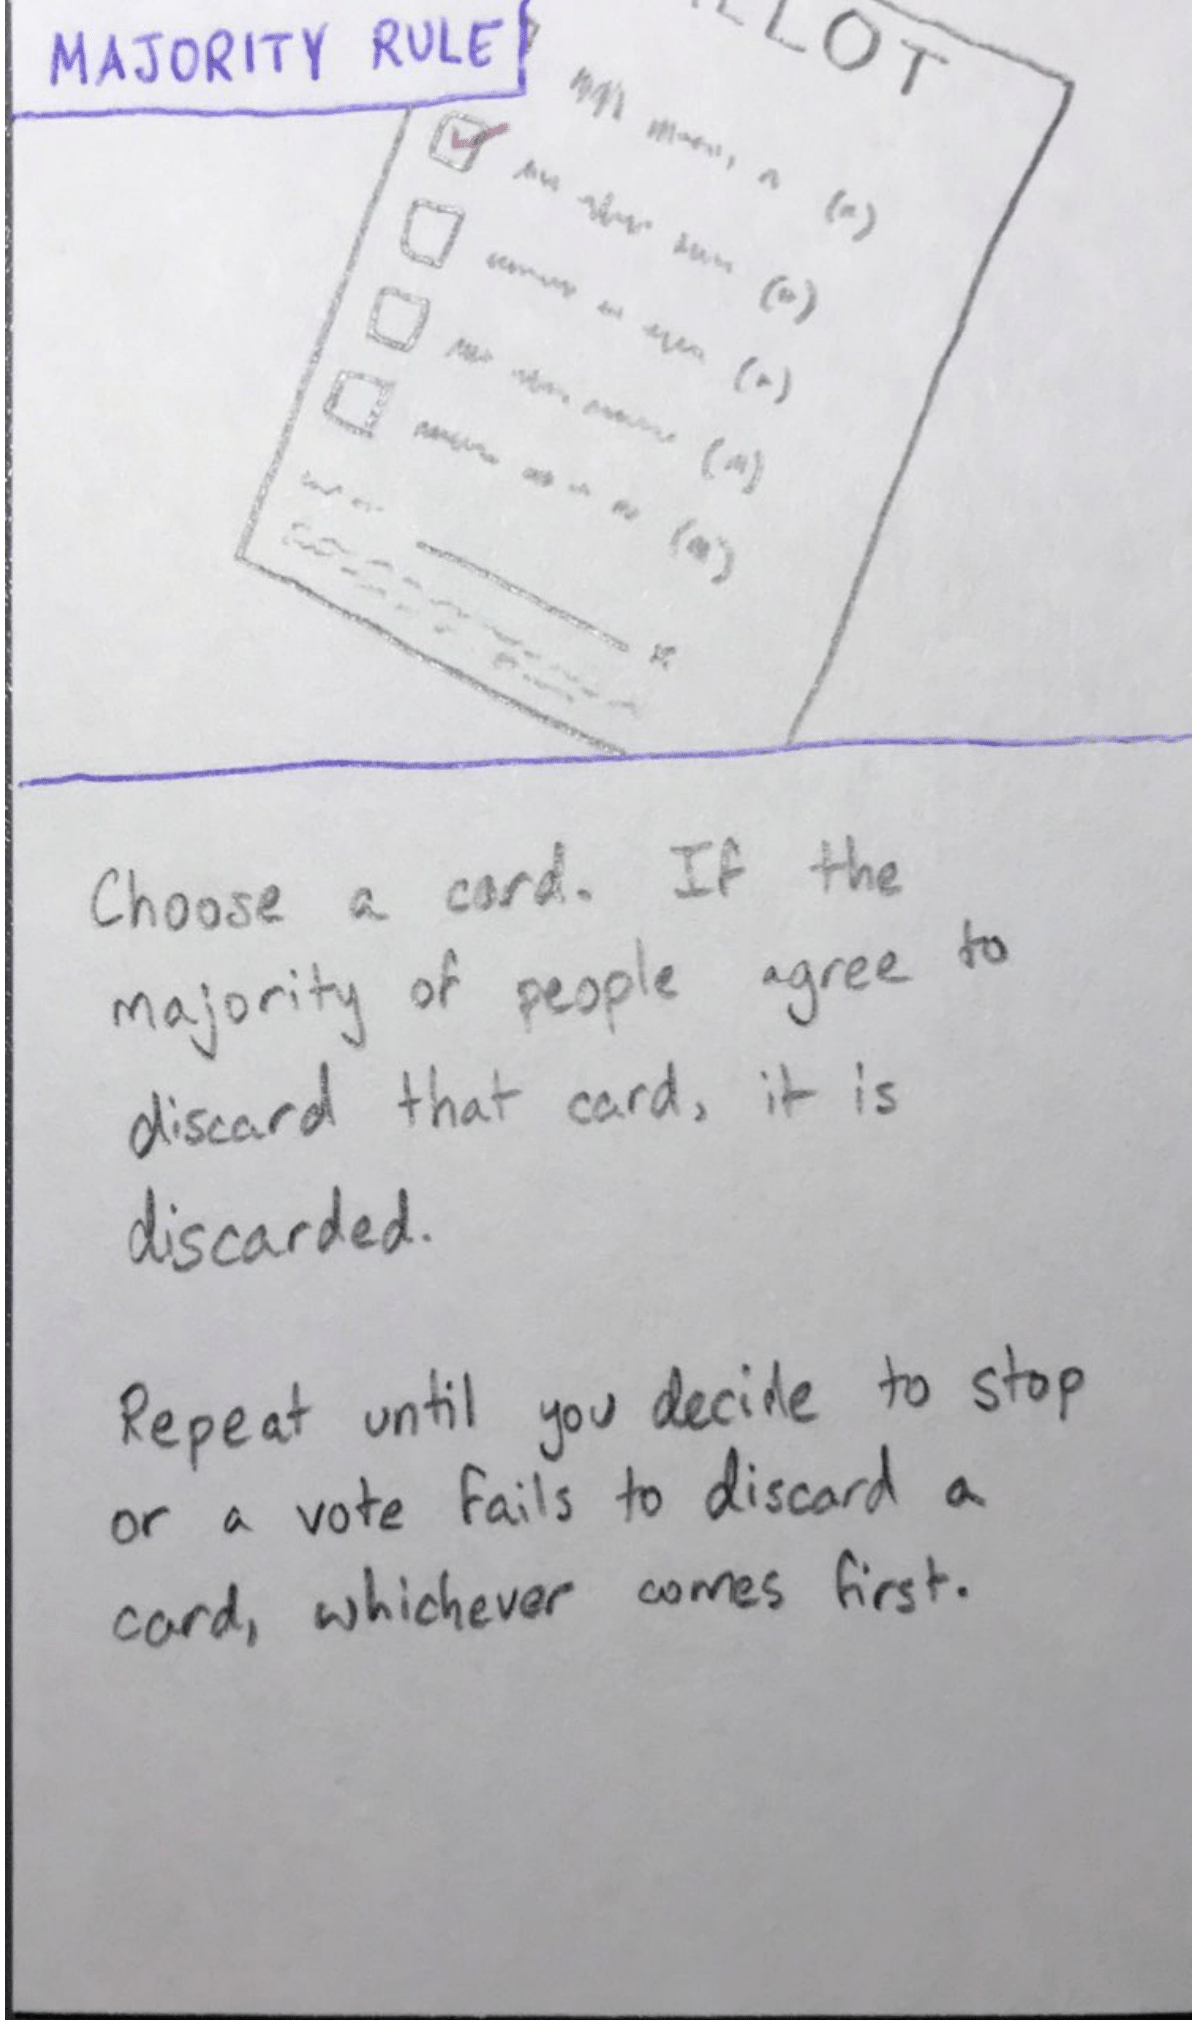 MAJORITY RULE
LLOT
Choose a card. If the
majority of people agree to
discard that card, it is
discarded.
Repeat until you decide to stop
or a vote fails to discard a
card, whichever comes first.